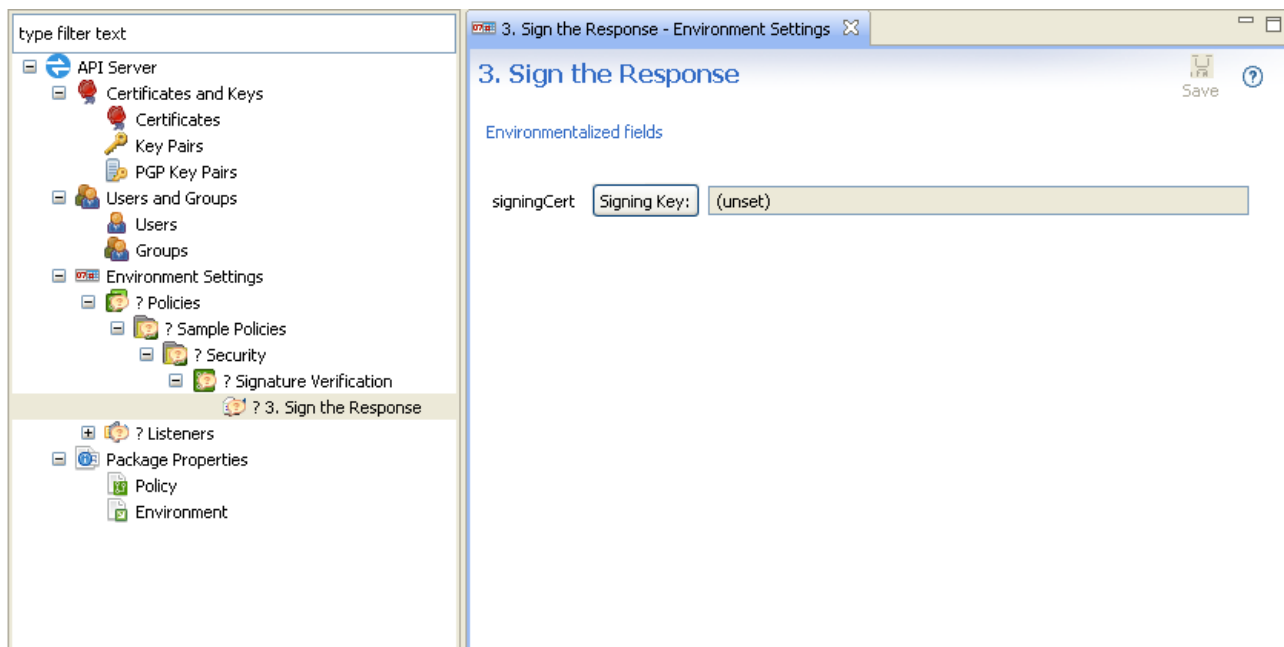 type filter text
API Server
Certificates and Keys
Certificates
Key Pairs
PGP Key Pairs
Users and Groups
Users
Groups
Environment Settings
? Policies
? Sample Policies
? Security
? Signature Verification
? 3. Sign the Response
? Listeners
Package Properties
Policy
Environment
3. Sign the Response - Environment Settings
3. Sign the Response
Save
Environmentalized fields
signingCert Signing Key: (unset)